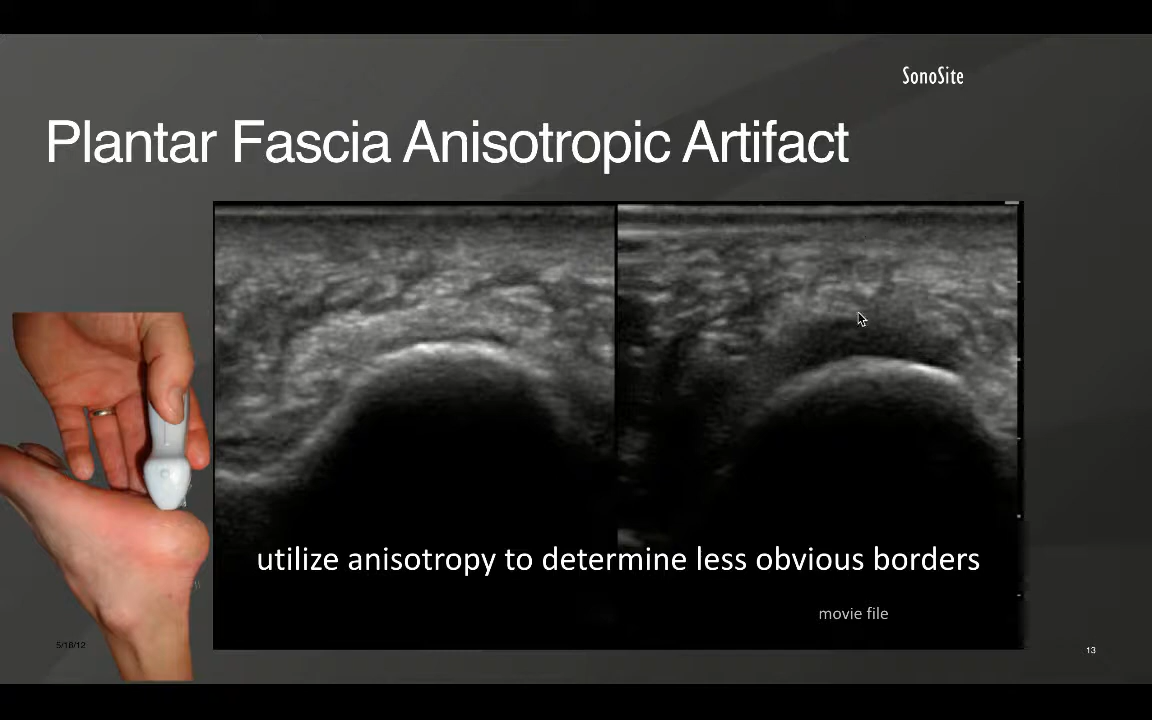 SonoSite
Plantar Fascia Anisotropic Artifact
utilize anisotropy to determine less obvious borders
movie file
5/18/12
13